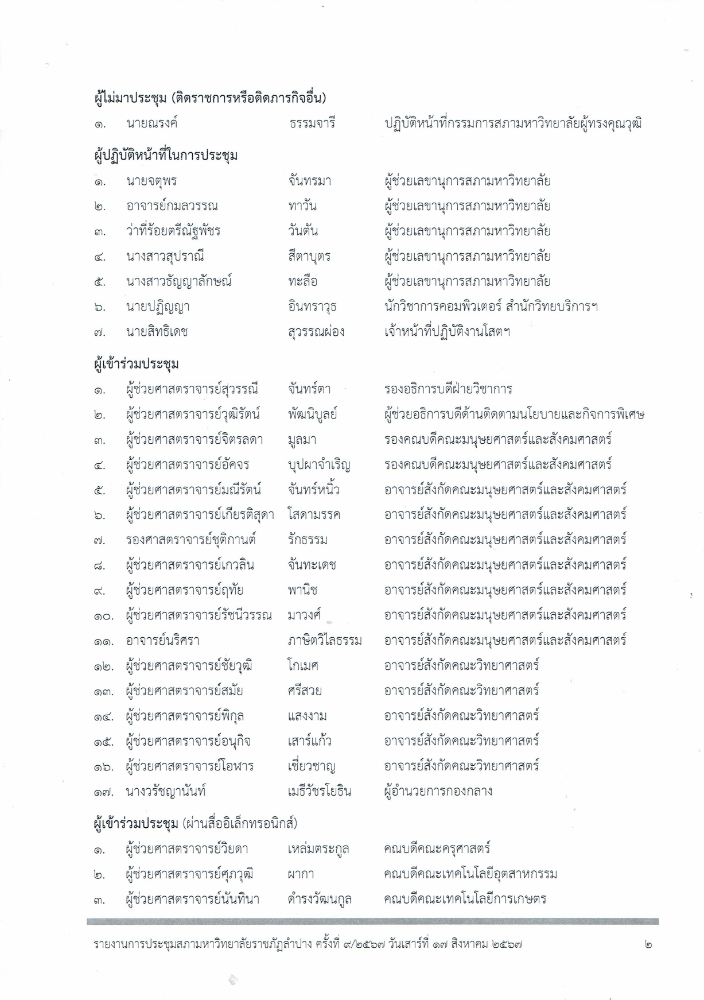 ผู้ไม่มาประชุม (ติดราชการหรือติดภารกิจอื่น)
๑. นายณรงค์ ธรรมจารี ปฏิบัติหน้าที่กรรมการสภามหาวิทยาลัยผู้ทรงคุณวุฒิ
ผู้ปฏิบัติหน้าที่ในการประชุม
๑. นายจตุพร จันทรมา ผู้ช่วยเลขานุการสภามหาวิทยาลัย
๒. อาจารย์กมลวรรณ ทาวัน ผู้ช่วยเลขานุการสภามหาวิทยาลัย
๓. ว่าที่ร้อยตรีณัฐพัชร วันตัน ผู้ช่วยเลขานุการสภามหาวิทยาลัย
๔. นางสาวสุปราณี สีตาบุตร ผู้ช่วยเลขานุการสภามหาวิทยาลัย
๕. นางสาวธัญญาลักษณ์ ทะลือ ผู้ช่วยเลขานุการสภามหาวิทยาลัย
๖. นายปฏิญญา อินทราวุธ นักวิชาการคอมพิวเตอร์ สำนักวิทยบริการฯ
๗. นายสิทธิเดช สุวรรณผ่อง เจ้าหน้าที่ปฏิบัติงานโสตฯ
ผู้เข้าร่วมประชุม
๑. ผู้ช่วยศาสตราจารย์สุวรรณี จันทร์ตา รองอธิการบดีฝ่ายวิชาการ
๒. ผู้ช่วยศาสตราจารย์วุฒิรัตน์ พัฒนิบูลย์ ผู้ช่วยอธิการบดีด้านติดตามนโยบายและกิจการพิเศษ
๓. ผู้ช่วยศาสตราจารย์จิตรลดา มูลมา รองคณบดีคณะมนุษยศาสตร์และสังคมศาสตร์
๔. ผู้ช่วยศาสตราจารย์อัคจร บุปผาจำเริญ รองคณบดีคณะมนุษยศาสตร์และสังคมศาสตร์
๕. ผู้ช่วยศาสตราจารย์มณีรัตน์ จันทร์หนิ้ว อาจารย์สังกัดคณะมนุษยศาสตร์และสังคมศาสตร์
๖. ผู้ช่วยศาสตราจารย์เกียรติสุดา โสดามรรค อาจารย์สังกัดคณะมนุษยศาสตร์และสังคมศาสตร์
๗. รองศาสตราจารย์ชุติกานต์ รักธรรม อาจารย์สังกัดคณะมนุษยศาสตร์และสังคมศาสตร์
๘. ผู้ช่วยศาสตราจารย์เกวลิน จันทะเดช อาจารย์สังกัดคณะมนุษยศาสตร์และสังคมศาสตร์
๙. ผู้ช่วยศาสตราจารย์ฤทัย พานิช อาจารย์สังกัดคณะมนุษยศาสตร์และสังคมศาสตร์
๑๐. ผู้ช่วยศาสตราจารย์รัชนีวรรณ มาวงศ์ อาจารย์สังกัดคณะมนุษยศาสตร์และสังคมศาสตร์
๑๑. อาจารย์นริศรา ภาษิตวิไลธรรม อาจารย์สังกัดคณะมนุษยศาสตร์และสังคมศาสตร์
๑๒. ผู้ช่วยศาสตราจารย์ชัยวุฒิ โกเมศ อาจารย์สังกัดคณะวิทยาศาสตร์
๑๓. ผู้ช่วยศาสตราจารย์สมัย ศรีสวย อาจารย์สังกัดคณะวิทยาศาสตร์
๑๔. ผู้ช่วยศาสตราจารย์พิกุล แสงงาม อาจารย์สังกัดคณะวิทยาศาสตร์
๑๕. ผู้ช่วยศาสตราจารย์อนุกิจ เสาร์แก้ว อาจารย์สังกัดคณะวิทยาศาสตร์
๑๖. ผู้ช่วยศาสตราจารย์โอฬาร เชี่ยวชาญ อาจารย์สังกัดคณะวิทยาศาสตร์
๑๗. นางวรัชญานันท์ เมธีวัชรโยธิน ผู้อำนวยการกองกลาง
ผู้เข้าร่วมประชุม (ผ่านสื่ออิเล็กทรอนิกส์)
๑. ผู้ช่วยศาสตราจารย์วิยดา เหล่มตระกูล คณบดีคณะครุศาสตร์
๒. ผู้ช่วยศาสตราจารย์ศุภวุฒิ ผากา คณบดีคณะเทคโนโลยีอุตสาหกรรม
๓. ผู้ช่วยศาสตราจารย์นันทินา ดำรงวัฒนกูล คณบดีคณะเทคโนโลยีการเกษตร
รายงานการประชุมสภามหาวิทยาลัยราชภัฏลำปาง ครั้งที่ ๙/๒๕๖๗ วันเสาร์ที่ ๑๗ สิงหาคม ๒๕๖๗ ๒